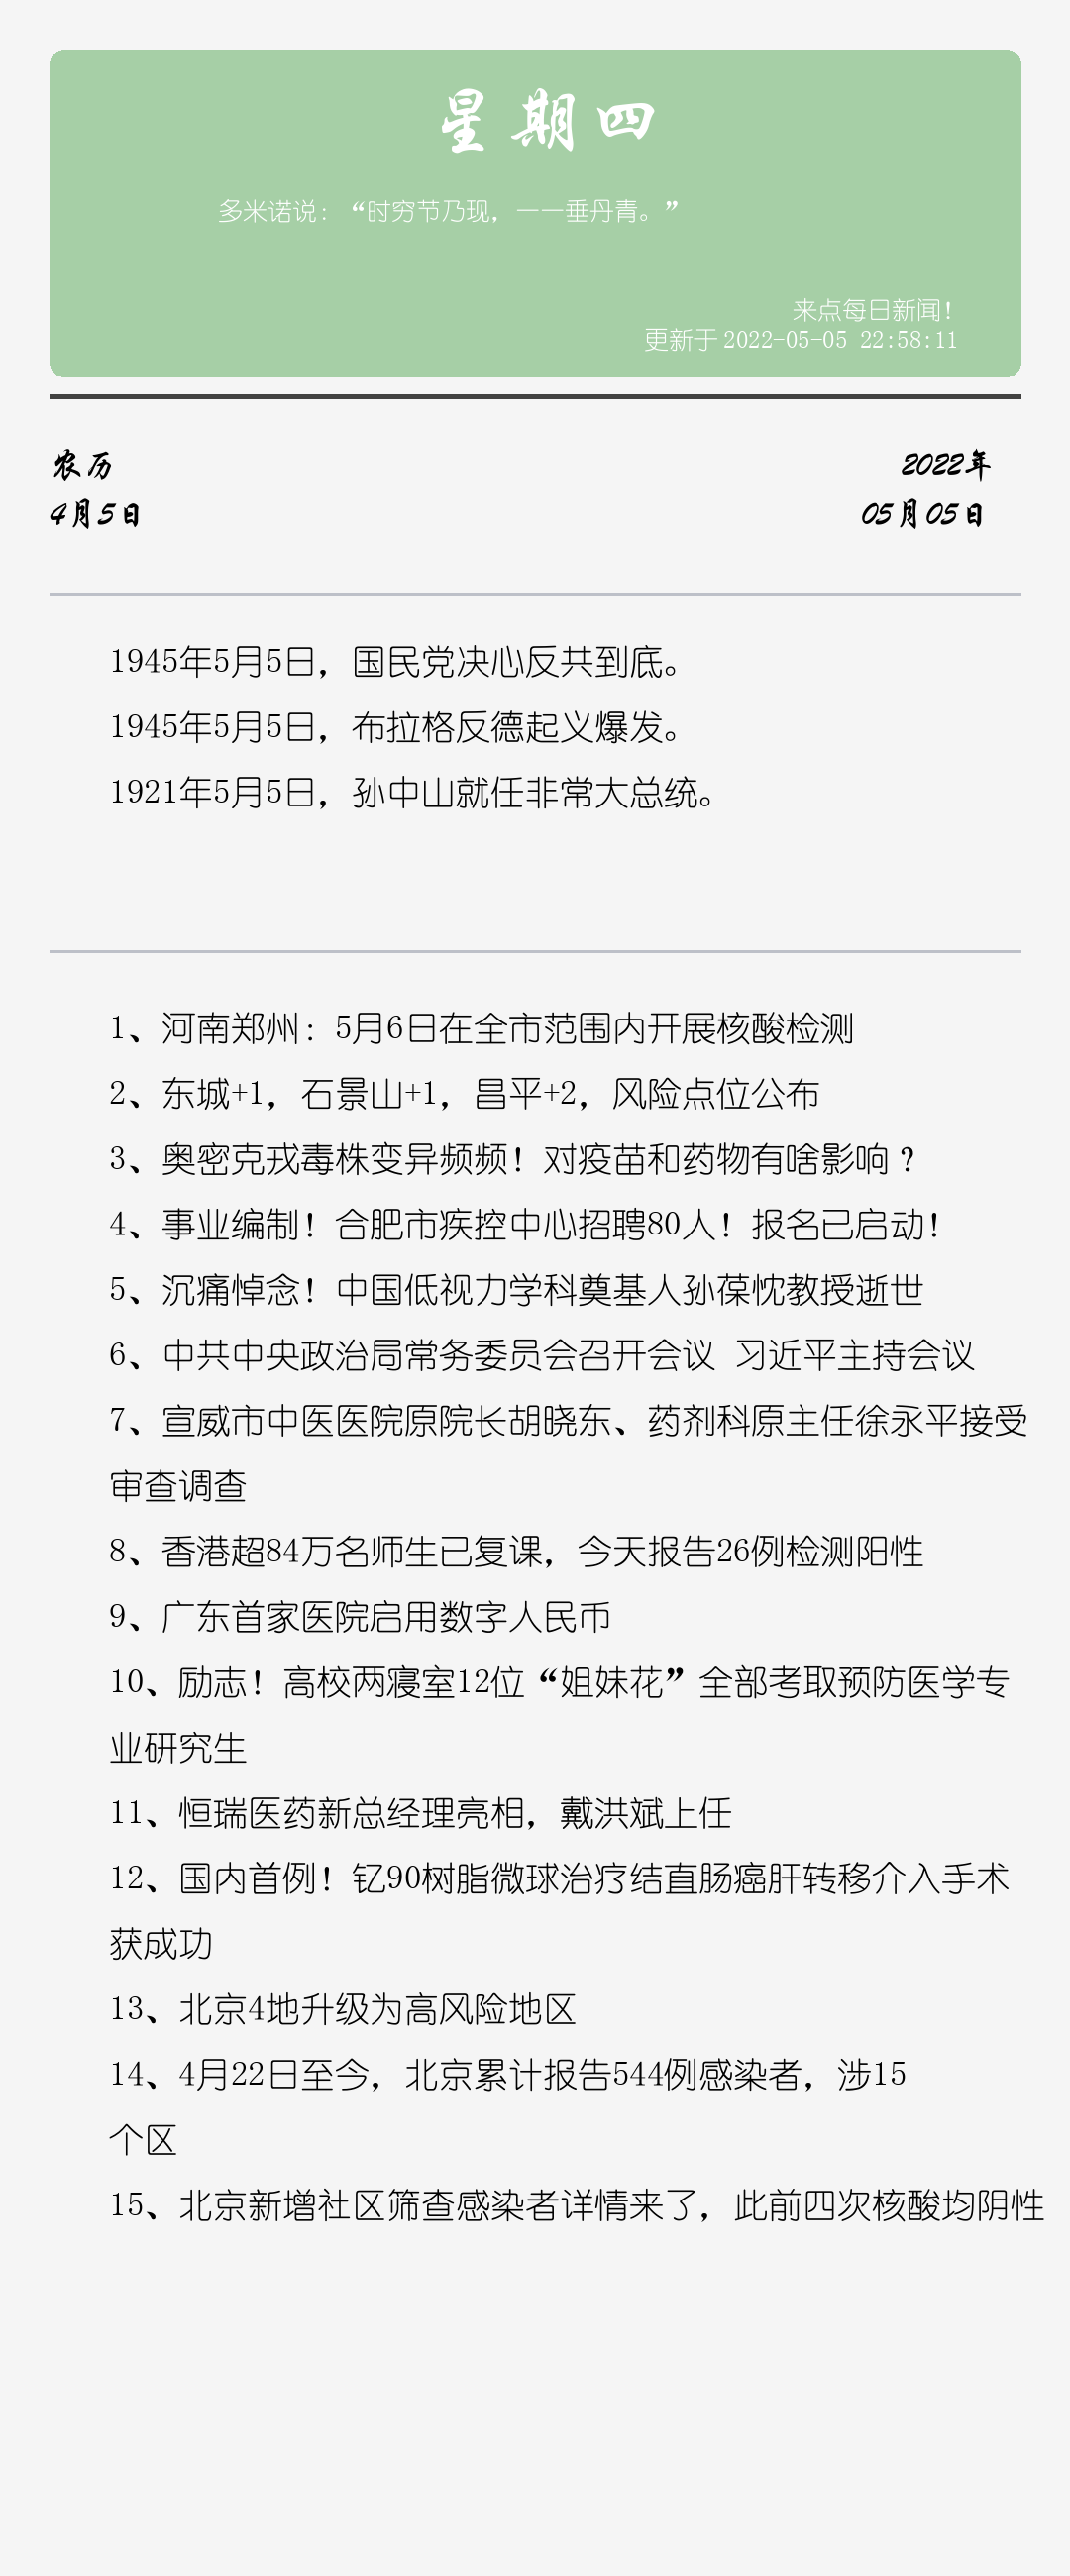 星期四
多米诺说：“时穷节乃现，一一垂丹青。”
来点每日新闻！
更新于2022-05-05 22:58:11
农历
2022年
4月5日
05月05日
1945年5月5日，国民党决心反共到底。
1945年5月5日，布拉格反德起义爆发。
1921年5月5日，孙中山就任非常大总统。
1、河南郑州：5月6日在全市范围内开展核酸检测
2、东城+1，石景山+1，昌平+2，风险点位公布
3、奥密克戎毒株变异频频！对疫苗和药物有啥影响？
4、事业编制！合肥市疾控中心招聘80人！报名已启动！
5、沉痛悼念！中国低视力学科奠基人孙葆忱教授逝世
6、中共中央政治局常务委员会召开会议 习近平主持会议
7、宣威市中医医院原院长胡晓东、药剂科原主任徐永平接受
审查调查
8、香港超84万名师生已复课，今天报告26例检测阳性
9、广东首家医院启用数字人民币
10、励志！高校两寝室12位“姐妹花”全部考取预防医学专
业研究生
11、恒瑞医药新总经理亮相，戴洪斌上任
12、国内首例！钇90树脂微球治疗结直肠癌肝转移介入手术
获成功
13、北京4地升级为高风险地区
14、4月22日至今，北京累计报告544例感染者，涉15
个区
15、北京新增社区筛查感染者详情来了，此前四次核酸均阴性